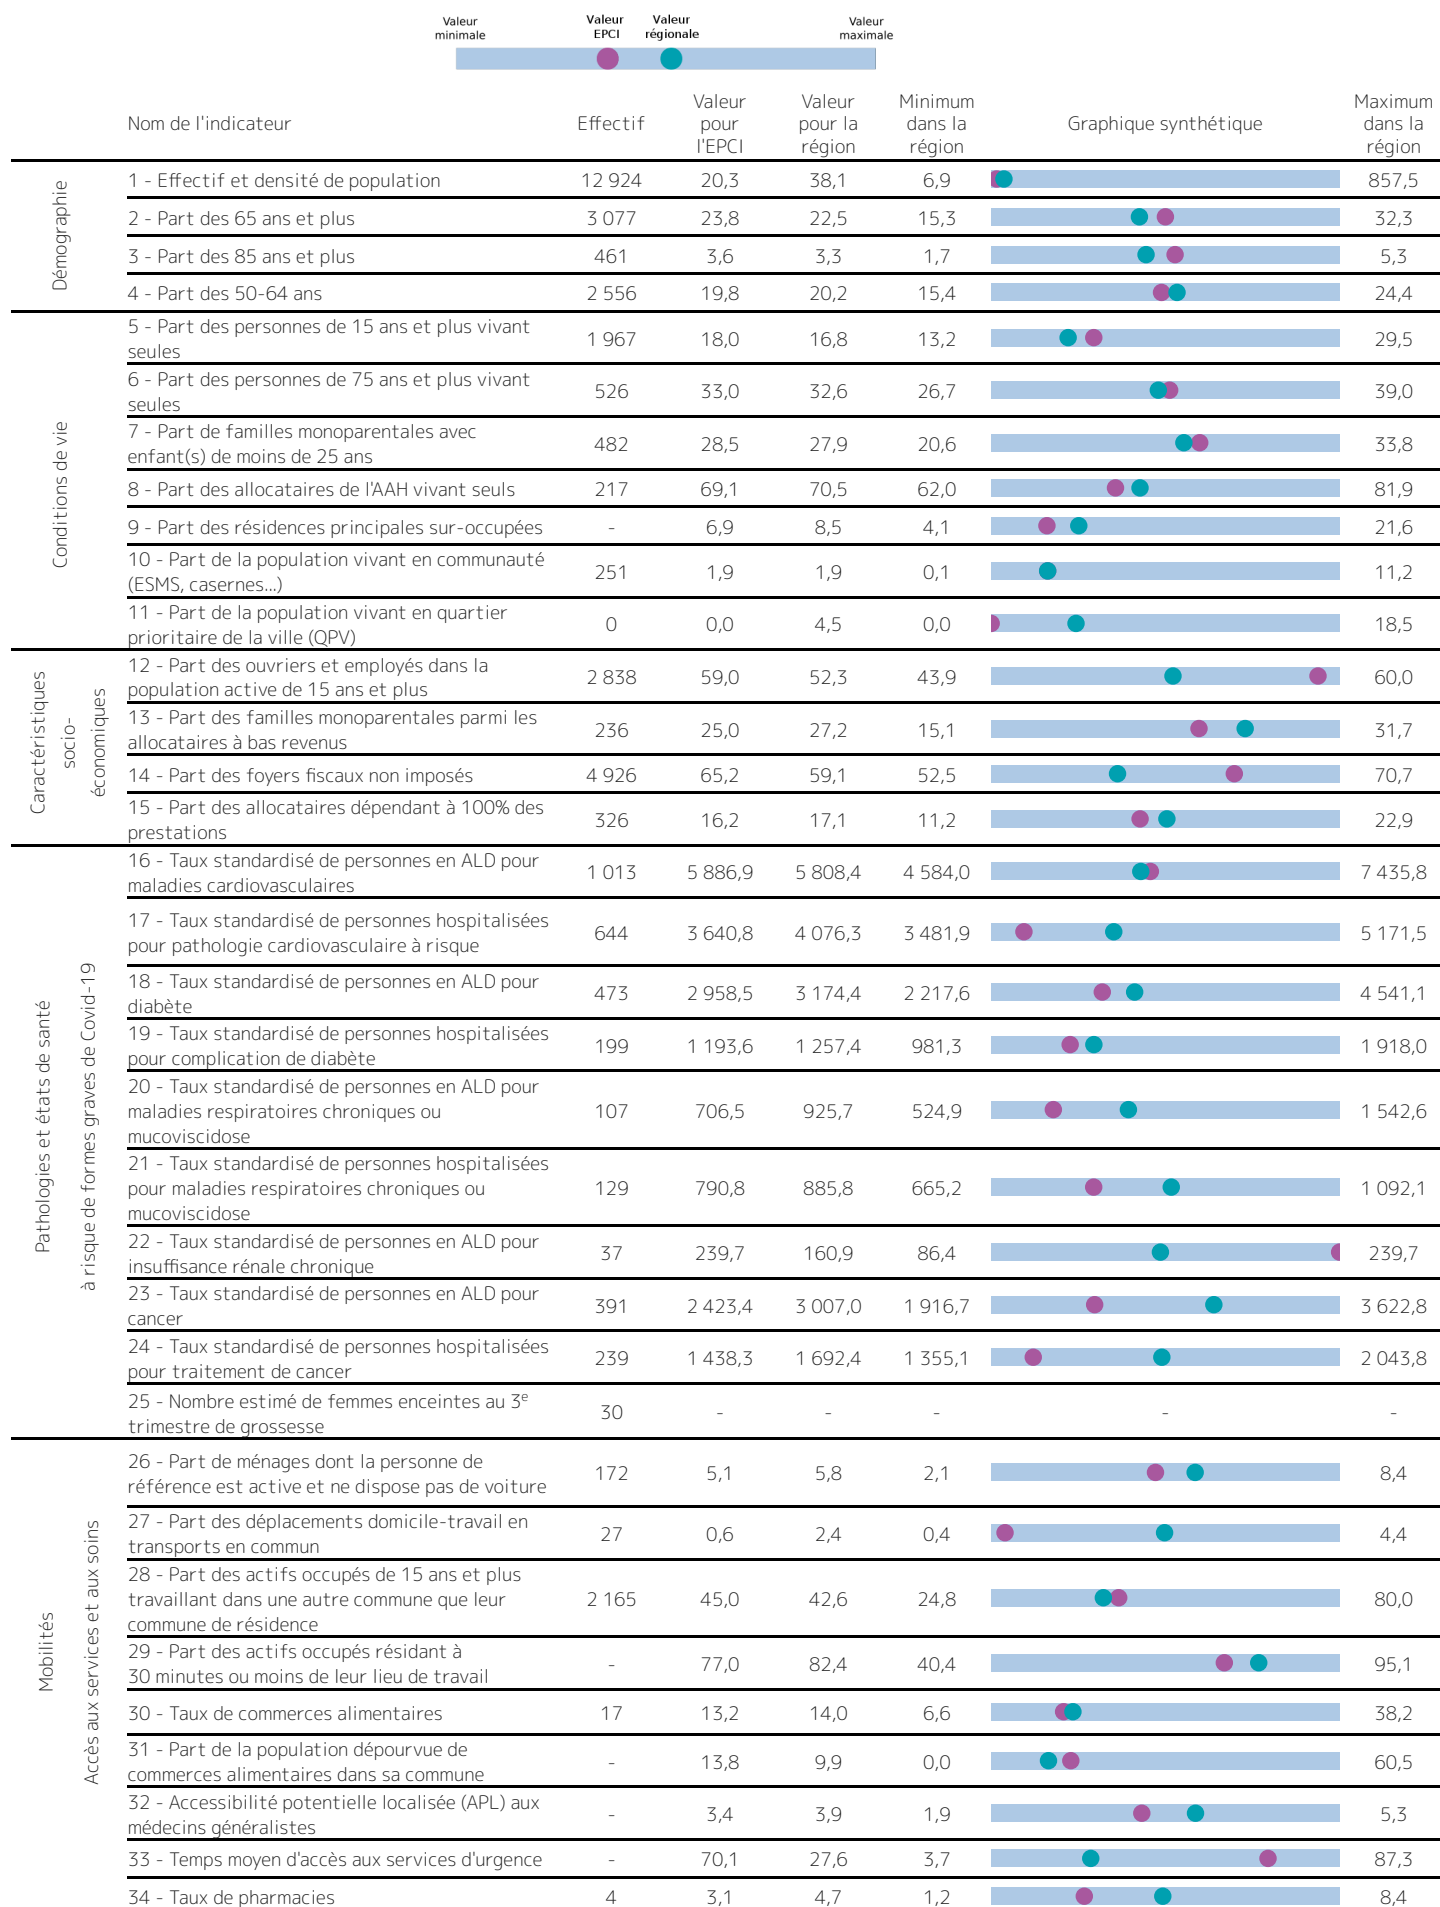 Valeur minimale
Valeur EPCI
Valeur régionale
Valeur maximale
Nom de l'indicateur Effectif Valeur pour l'EPCI Valeur pour la région Minimum dans la région Graphique synthétique Maximum dans la région
Démographie
1 - Effectif et densité de population 12 924 20,3 38,1 6,9 857,5
2 - Part des 65 ans et plus 3 077 23,8 22,5 15,3 32,3
3 - Part des 85 ans et plus 461 3,6 3,3 1,7 5,3
4 - Part des 50-64 ans 2 556 19,8 20,2 15,4 24,4
Conditions de vie
5 - Part des personnes de 15 ans et plus vivant
seules 1 967 18,0 16,8 13,2 29,5
6 - Part des personnes de 75 ans et plus vivant
seules 526 33,0 32,6 26,7 39,0
7 - Part de familles monoparentales avec
enfant(s) de moins de 25 ans 482 28,5 27,9 20,6 33,8
8 - Part des allocataires de l'AAH vivant seuls 217 69,1 70,5 62,0 81,9
9 - Part des résidences principales sur-occupées - 6,9 8,5 4,1 21,6
10 - Part de la population vivant en communauté
(ESMS, casernes...) 251 1,9 1,9 0,1 11,2
11 - Part de la population vivant en quartier
prioritaire de la ville (QPV) 0 0,0 4,5 0,0 18,5
Caractéristiques
socio-
économiques
12 - Part des ouvriers et employés dans la
population active de 15 ans et plus 2 838 59,0 52,3 43,9 60,0
13 - Part des familles monoparentales parmi les
allocataires à bas revenus 236 25,0 27,2 15,1 31,7
14 - Part des foyers fiscaux non imposés 4 926 65,2 59,1 52,5 70,7
15 - Part des allocataires dépendant à 100% des
prestations 326 16,2 17,1 11,2 22,9
Pathologies et états de santé
à risque de formes graves de Covid-19
16 - Taux standardisé de personnes en ALD pour
maladies cardiovasculaires 1 013 5 886,9 5 808,4 4 584,0 7 435,8
17 - Taux standardisé de personnes hospitalisées
pour pathologie cardiovasculaire à risque 644 3 640,8 4 076,3 3 481,9 5 171,5
18 - Taux standardisé de personnes en ALD pour
diabète 473 2 958,5 3 174,4 2 217,6 4 541,1
19 - Taux standardisé de personnes hospitalisées
pour complication de diabète 199 1 193,6 1 257,4 981,3 1 918,0
20 - Taux standardisé de personnes en ALD pour
maladies respiratoires chroniques ou
mucoviscidose 107 706,5 925,7 524,9 1 542,6
21 - Taux standardisé de personnes hospitalisées
pour maladies respiratoires chroniques ou
mucoviscidose 129 790,8 885,8 665,2 1 092,1
22 - Taux standardisé de personnes en ALD pour
insuffisance rénale chronique 37 239,7 160,9 86,4 239,7
23 - Taux standardisé de personnes en ALD pour
cancer 391 2 423,4 3 007,0 1 916,7 3 622,8
24 - Taux standardisé de personnes hospitalisées
pour traitement de cancer 239 1 438,3 1 692,4 1 355,1 2 043,8
25 - Nombre estimé de femmes enceintes au 3e
trimestre de grossesse 30 - - - - -
Mobilités
Accès aux services et aux soins
26 - Part de ménages dont la personne de
référence est active et ne dispose pas de voiture 172 5,1 5,8 2,1 8,4
27 - Part des déplacements domicile-travail en
transports en commun 27 0,6 2,4 0,4 4,4
28 - Part des actifs occupés de 15 ans et plus
travaillant dans une autre commune que leur
commune de résidence 2 165 45,0 42,6 24,8 80,0
29 - Part des actifs occupés résidant à
30 minutes ou moins de leur lieu de travail - 77,0 82,4 40,4 95,1
30 - Taux de commerces alimentaires 17 13,2 14,0 6,6 38,2
31 - Part de la population dépourvue de
commerces alimentaires dans sa commune - 13,8 9,9 0,0 60,5
32 - Accessibilité potentielle localisée (APL) aux
médecins généralistes - 3,4 3,9 1,9 5,3
33 - Temps moyen d'accès aux services d'urgence - 70,1 27,6 3,7 87,3
34 - Taux de pharmacies 4 3,1 4,7 1,2 8,4